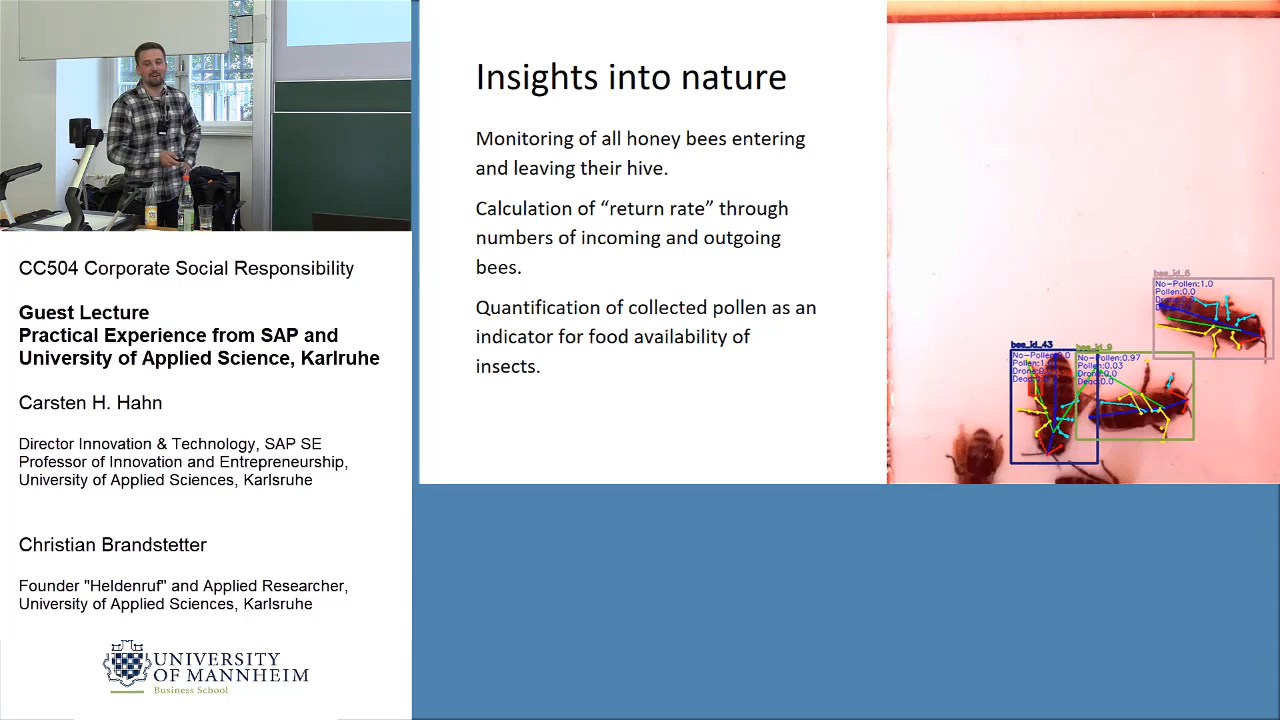 CC504 Corporate Social Responsibility
Guest Lecture
Practical Experience from SAP and
University of Applied Science, Karlsruhe
Carsten H. Hahn
Director Innovation & Technology, SAP SE
Professor of Innovation and Entrepreneurship,
University of Applied Sciences, Karlsruhe
Christian Brandstetter
Founder "Heldenruf" and Applied Researcher,
University of Applied Sciences, Karlsruhe
UNIVERSITY
OF MANNHEIM
Business School
Insights into nature
Monitoring of all honey bees entering
and leaving their hive.
Calculation of “return rate” through
numbers of incoming and outgoing
bees.
Quantification of collected pollen as an
indicator for food availability of
insects.
bee_id_6
No-Pollen:1.0
Pollen:0.0
bee_id_43
bee_id_9
No-Pollen:0.97
Pollen:0.03
Drone:0.0
Dead:0.0